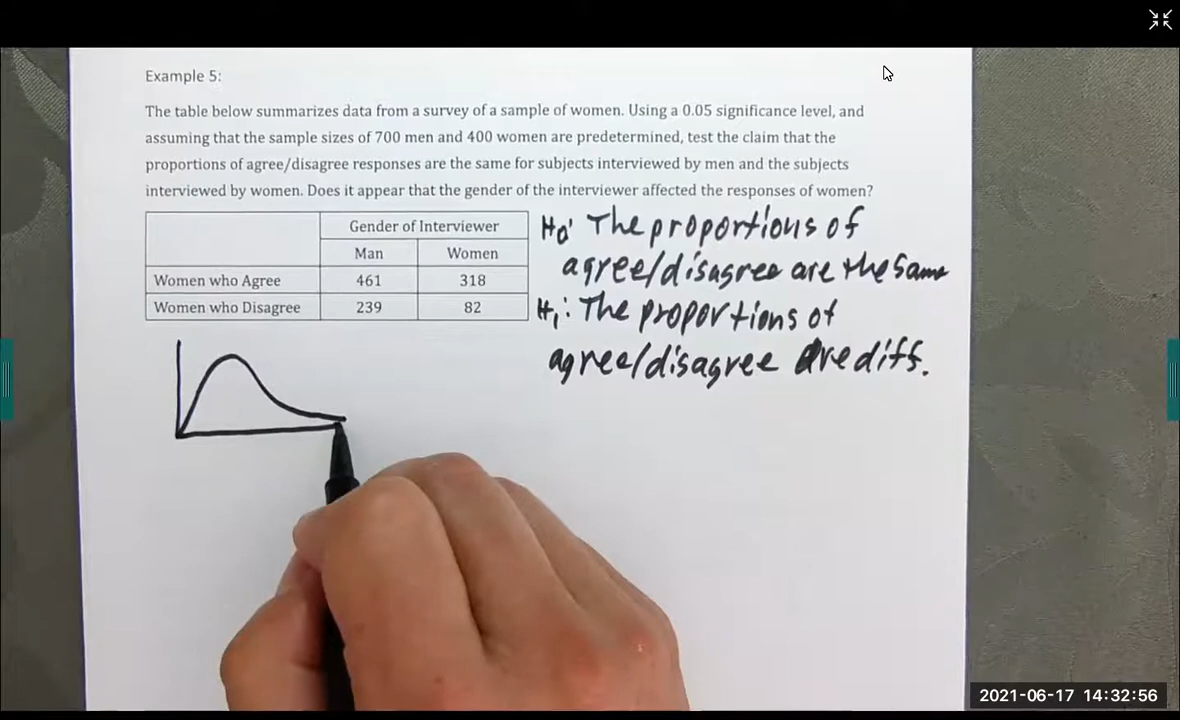 Example 5:
The table below summarizes data from a survey of a sample of women. Using a 0.05 significance level, and
assuming that the sample sizes of 700 men and 400 women are predetermined, test the claim that the
proportions of agree/disagree responses are the same for subjects interviewed by men and the subjects
interviewed by women. Does it appear that the gender of the interviewer affected the responses of women?
Gender of Interviewer
Man Women
Women who Agree 461 318
Women who Disagree 239 82
H0: The proportions of
agree/disagree are the same
H1: The proportions of
agree/disagree are diff.
2021-06-17 14:32:56